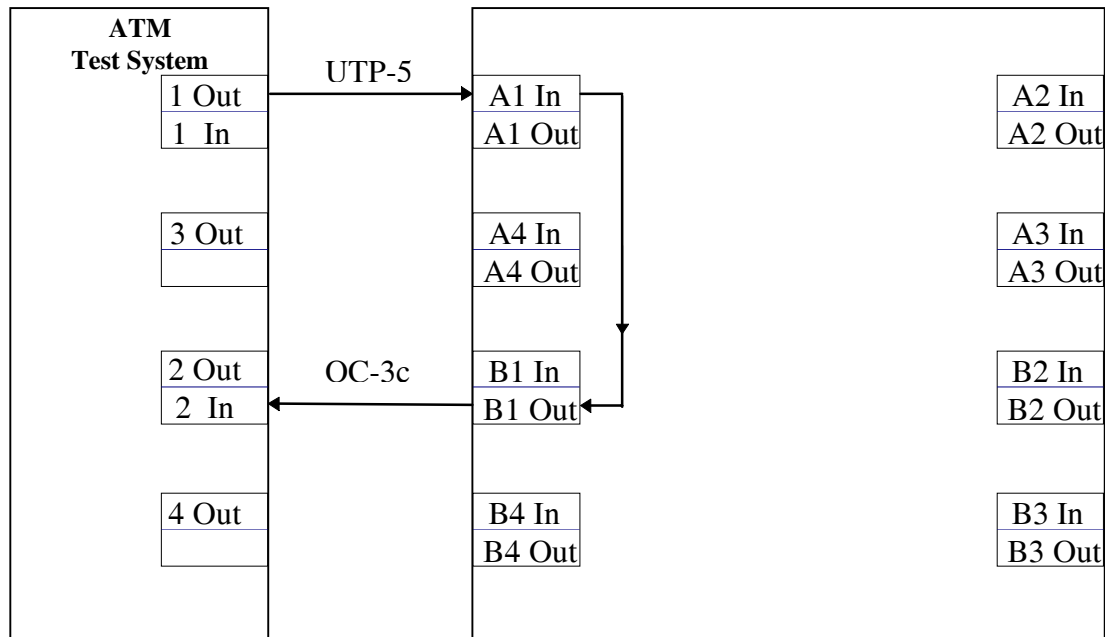 ATM
Test System
UTP-5
1 Out
A1 In
A2 In
1 In
A1 Out
A2 Out
3 Out
A4 In
A3 In
A4 Out
A3 Out
2 Out
OC-3c
B1 In
B2 In
2 In
B1 Out
B2 Out
4 Out
B4 In
B3 In
B4 Out
B3 Out